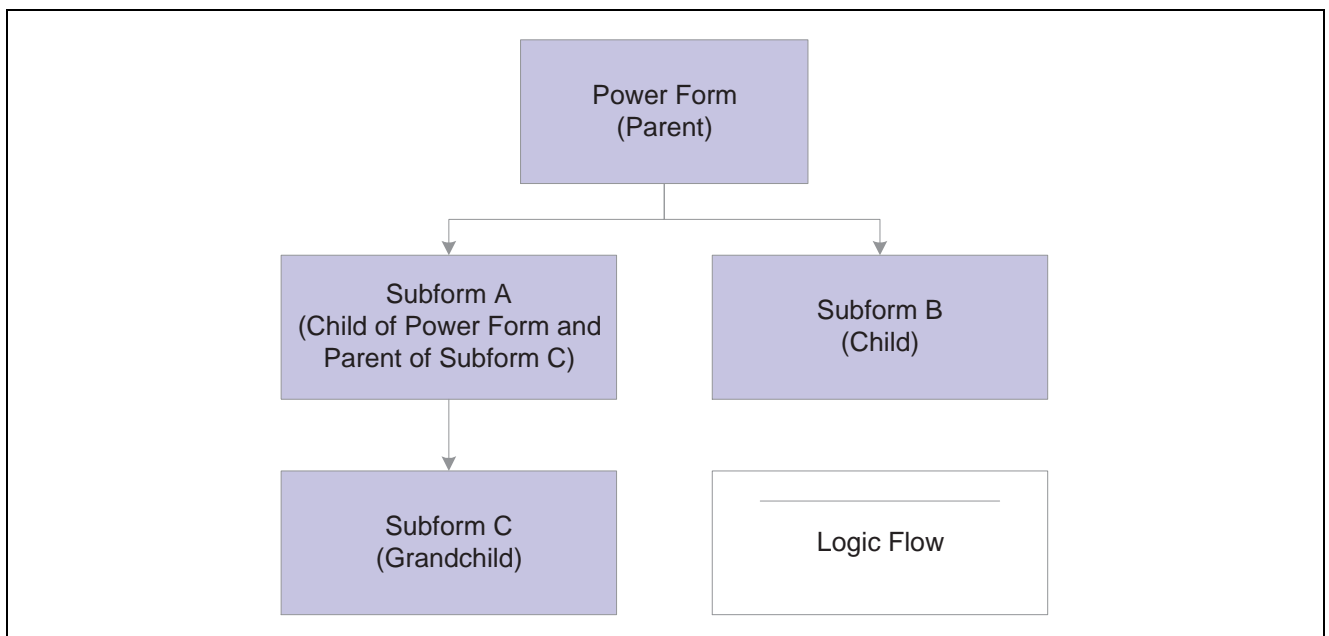 Power Form
(Parent)
Subform A
(Child of Power Form and
Parent of Subform C)
Subform B
(Child)
Subform C
(Grandchild)
Logic Flow